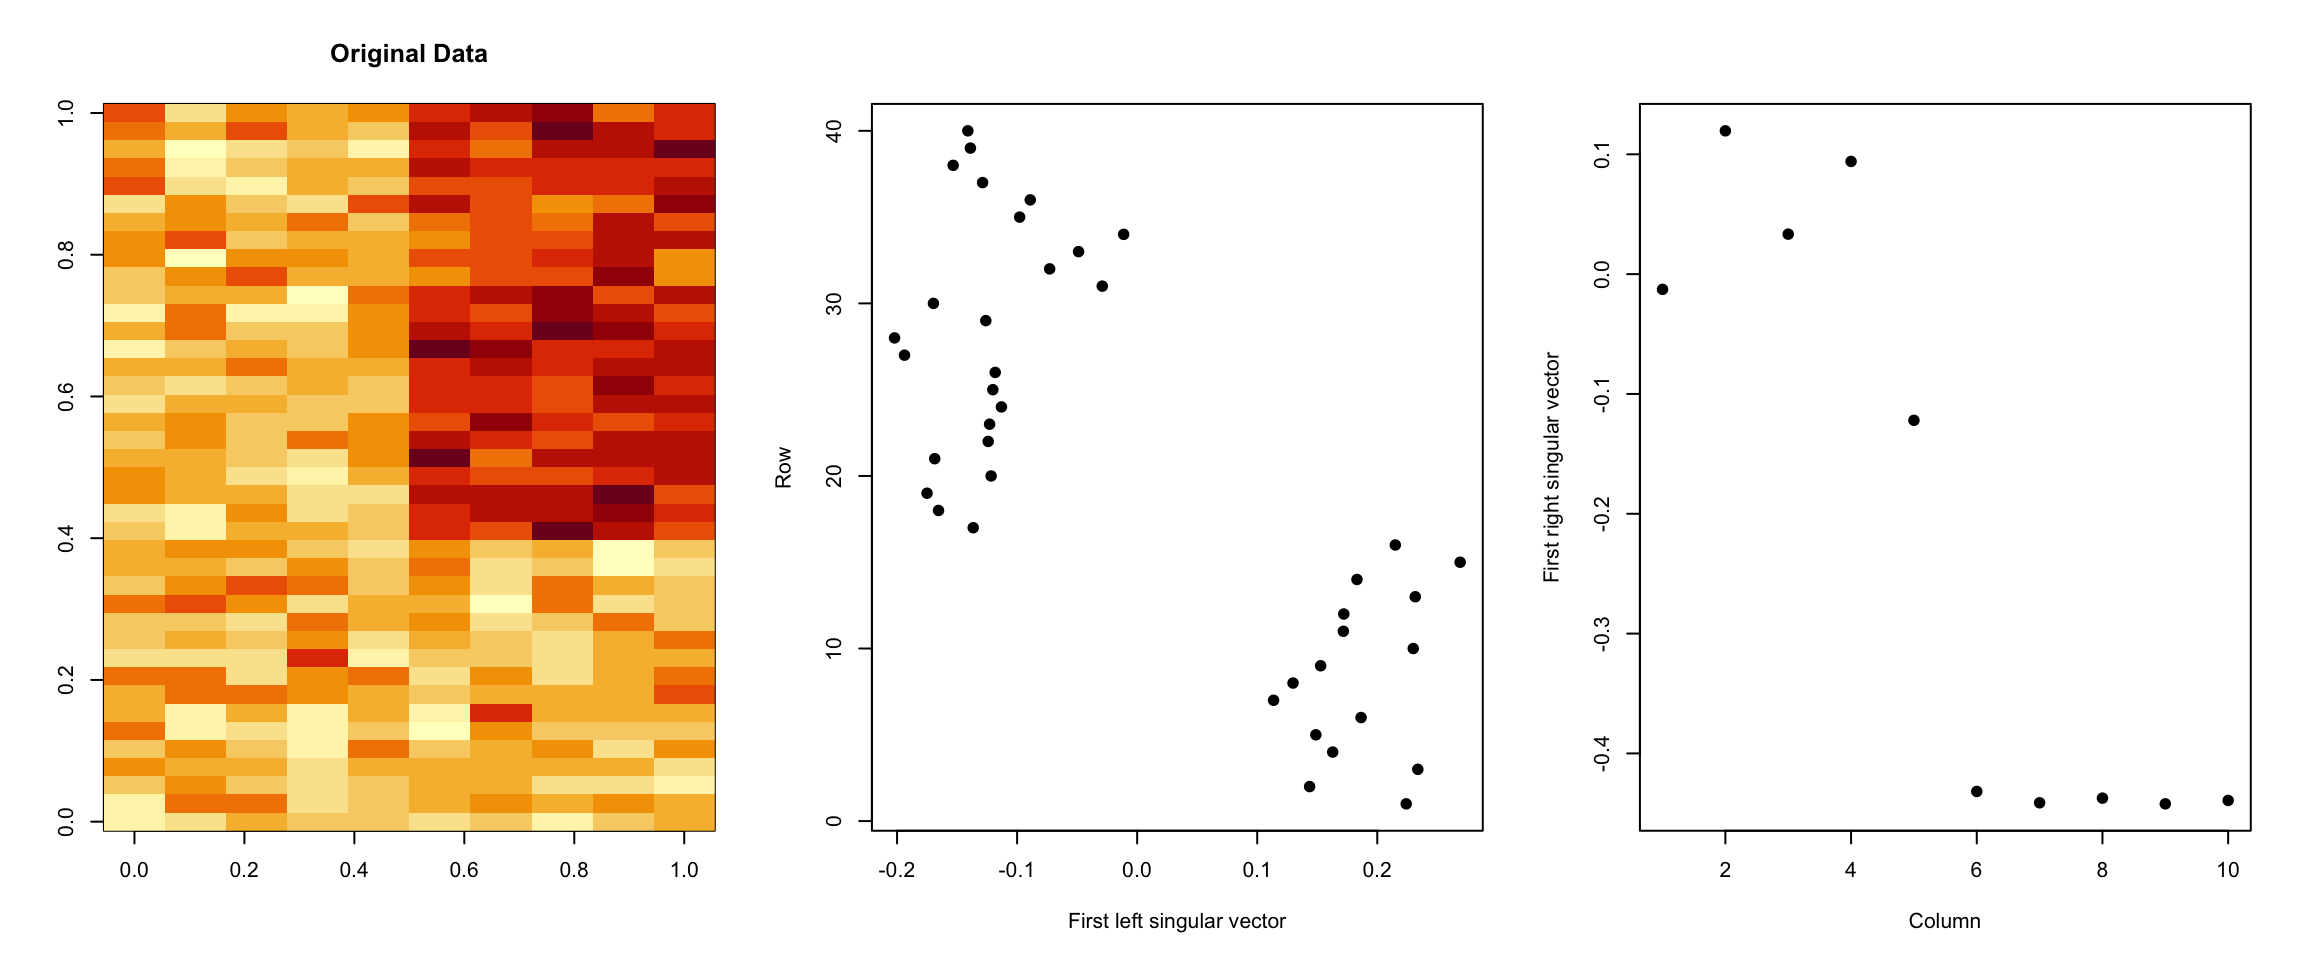 Original Data
1.0
0.8
0.6
0.4
0.2
0.0
0.0 0.2 0.4 0.6 0.8 1.0
Row
40
30
20
10
0
-0.2 -0.1 0.0 0.1 0.2
First left singular vector
First right singular vector
0.1
0.0
-0.1
-0.2
-0.3
-0.4
2 4 6 8 10
Column